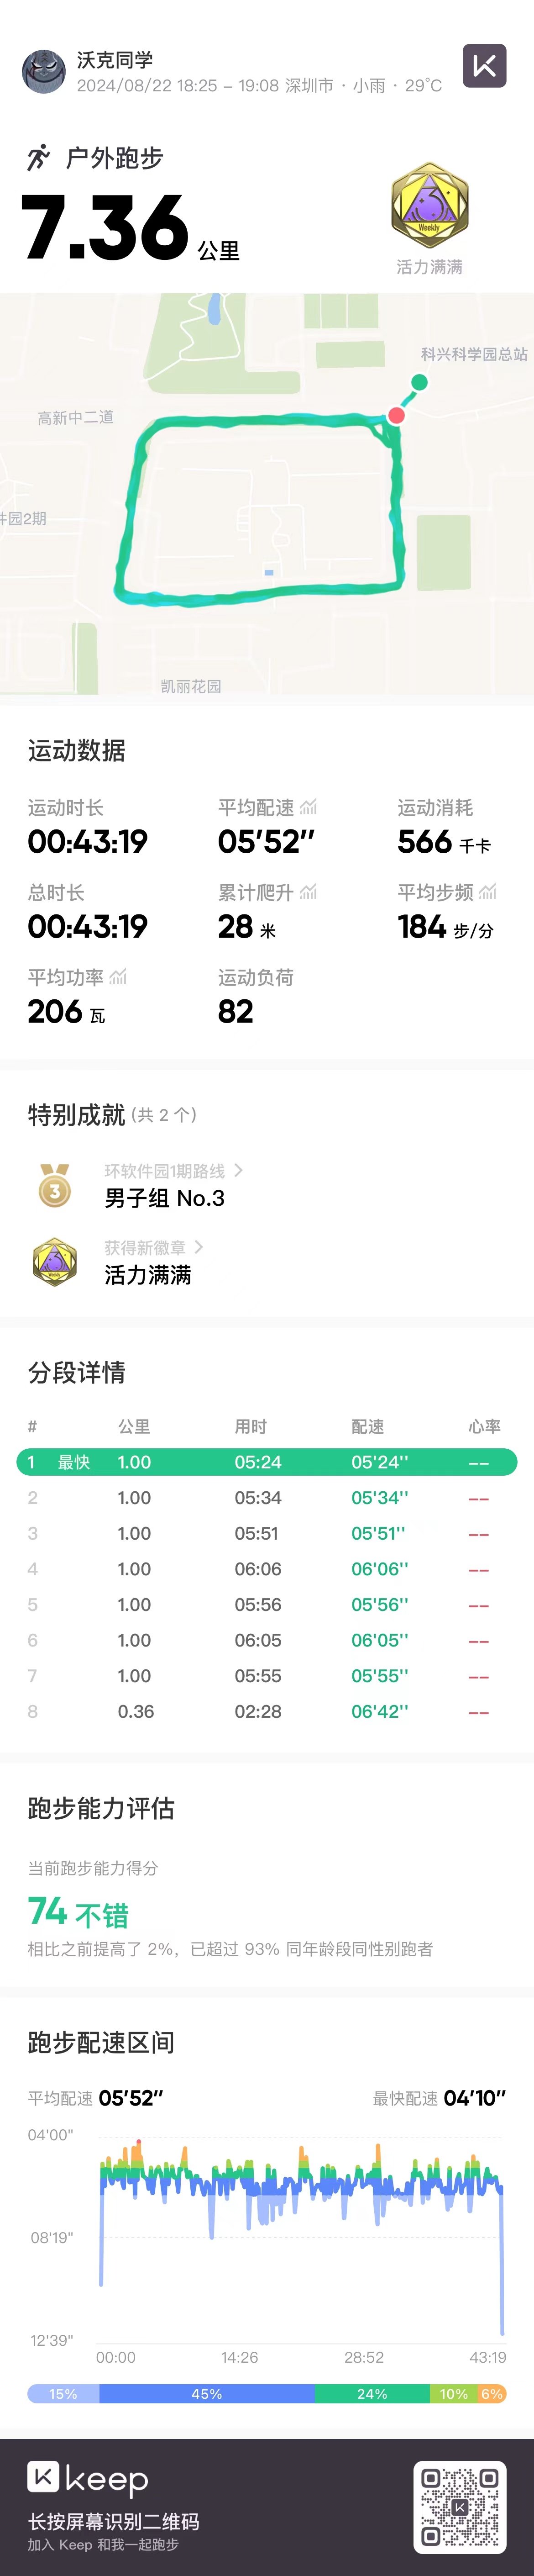 沃克同学
2024/08/22 18:25 – 19:08 深圳市 · 小雨 · 29°C
户外跑步
7.36 公里
3
Weekly
活力满满
科兴科学园总站
高新中二道
件园2期
凯丽花园
运动数据
运动时长 平均配速 运动消耗
00:43:19 05'52'' 566 千卡
总时长 累计爬升 平均步频
00:43:19 28 米 184 步/分
平均功率 运动负荷
206 瓦 82
特别成就 (共 2 个)
3
环软件园1期路线 >
男子组 No.3
3
Weekly
获得新徽章 >
活力满满
分段详情
# 公里 用时 配速 心率
1 最快 1.00 05:24 05'24'' --
2 1.00 05:34 05'34'' --
3 1.00 05:51 05'51'' --
4 1.00 06:06 06'06'' --
5 1.00 05:56 05'56'' --
6 1.00 06:05 06'05'' --
7 1.00 05:55 05'55'' --
8 0.36 02:28 06'42'' --
跑步能力评估
当前跑步能力得分
74 不错
相比之前提高了 2%，已超过 93% 同年龄段同性别跑者
跑步配速区间
平均配速 05'52'' 最快配速 04'10''
04'00"
08'19"
12'39"
00:00 14:26 28:52 43:19
15% 45% 24% 10% 6%
keep
长按屏幕识别二维码
加入 Keep 和我一起跑步